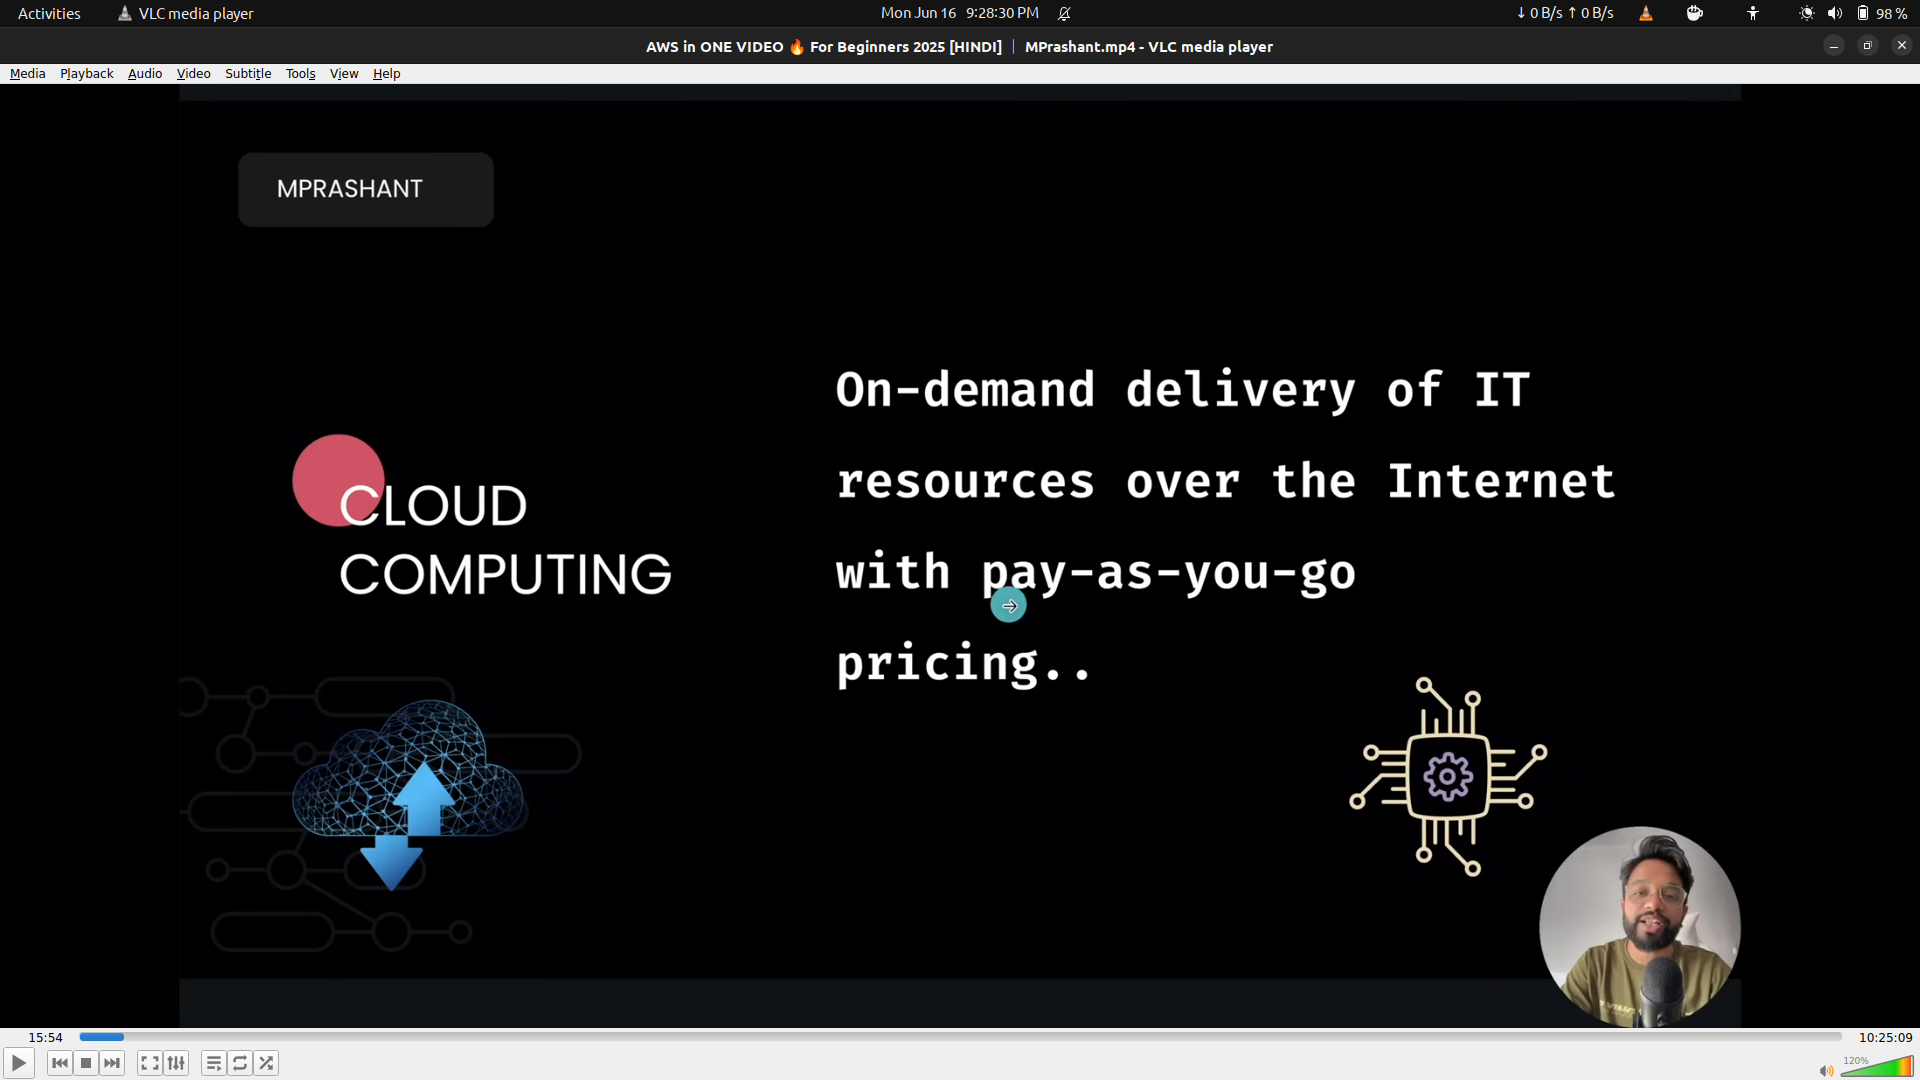 Activities VLC media player Mon Jun 16 9:28:30 PM ↓ 0 B/s ↑ 0 B/s 98 %
AWS in ONE VIDEO 🔥 For Beginners 2025 [HINDI] ｜ MPrashant.mp4 - VLC media player
Media Playback Audio Video Subtitle Tools View Help
MPRASHANT
On-demand delivery of IT
resources over the Internet
with pay-as-you-go
pricing..
CLOUD
COMPUTING
15:54 10:25:09
120%